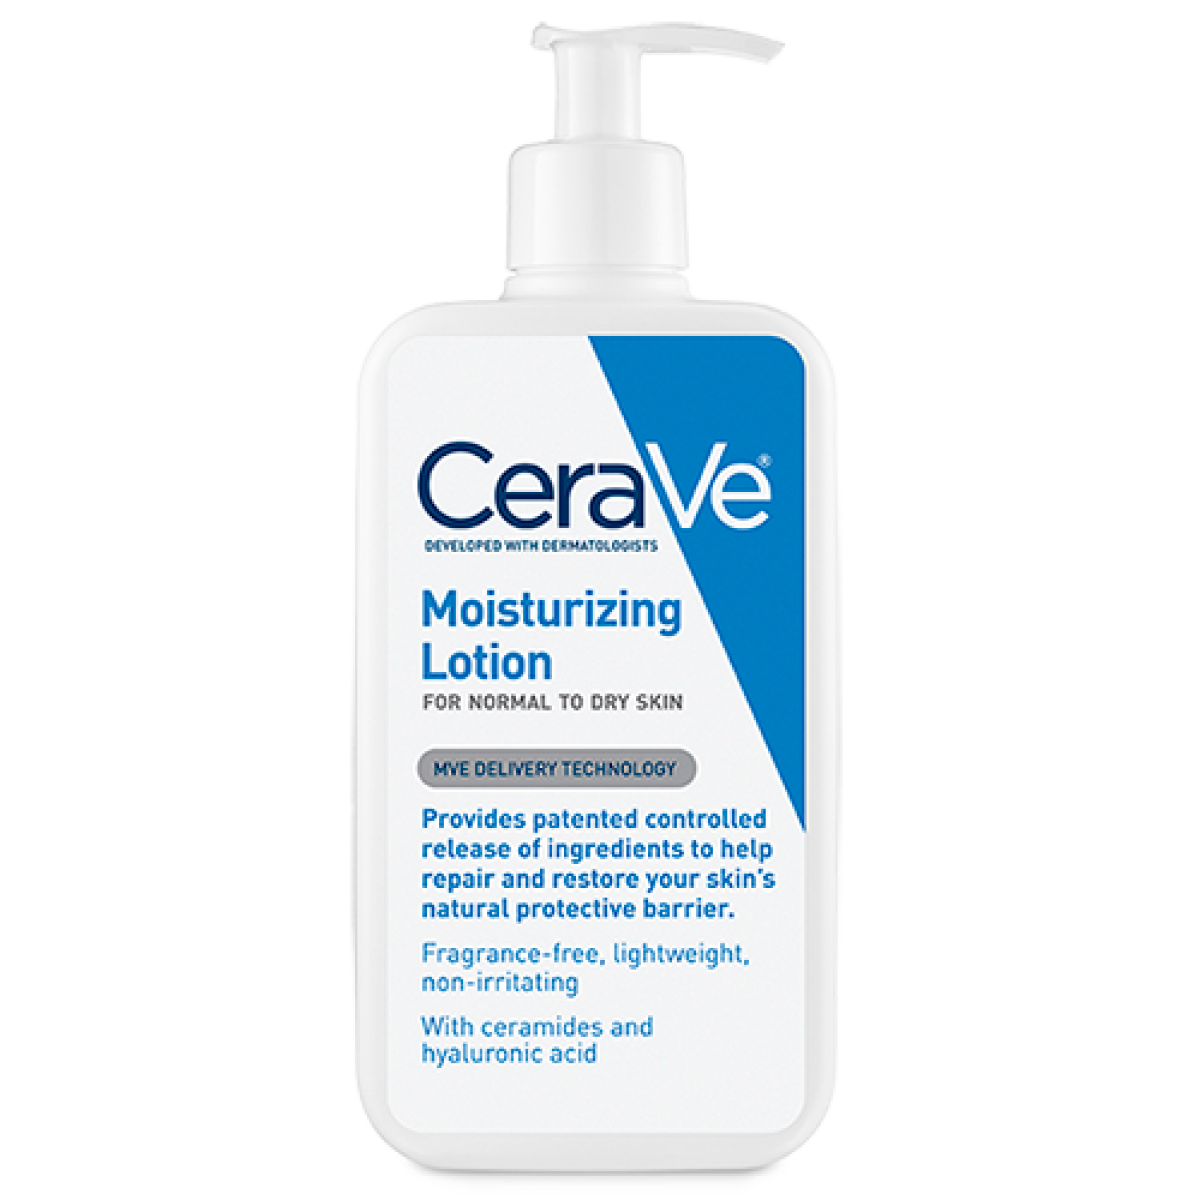 CeraVe®
DEVELOPED WITH DERMATOLOGISTS
Moisturizing
Lotion
FOR NORMAL TO DRY SKIN
MVE DELIVERY TECHNOLOGY
Provides patented controlled
release of ingredients to help
repair and restore your skin's
natural protective barrier.
Fragrance-free, lightweight,
non-irritating
With ceramides and
hyaluronic acid